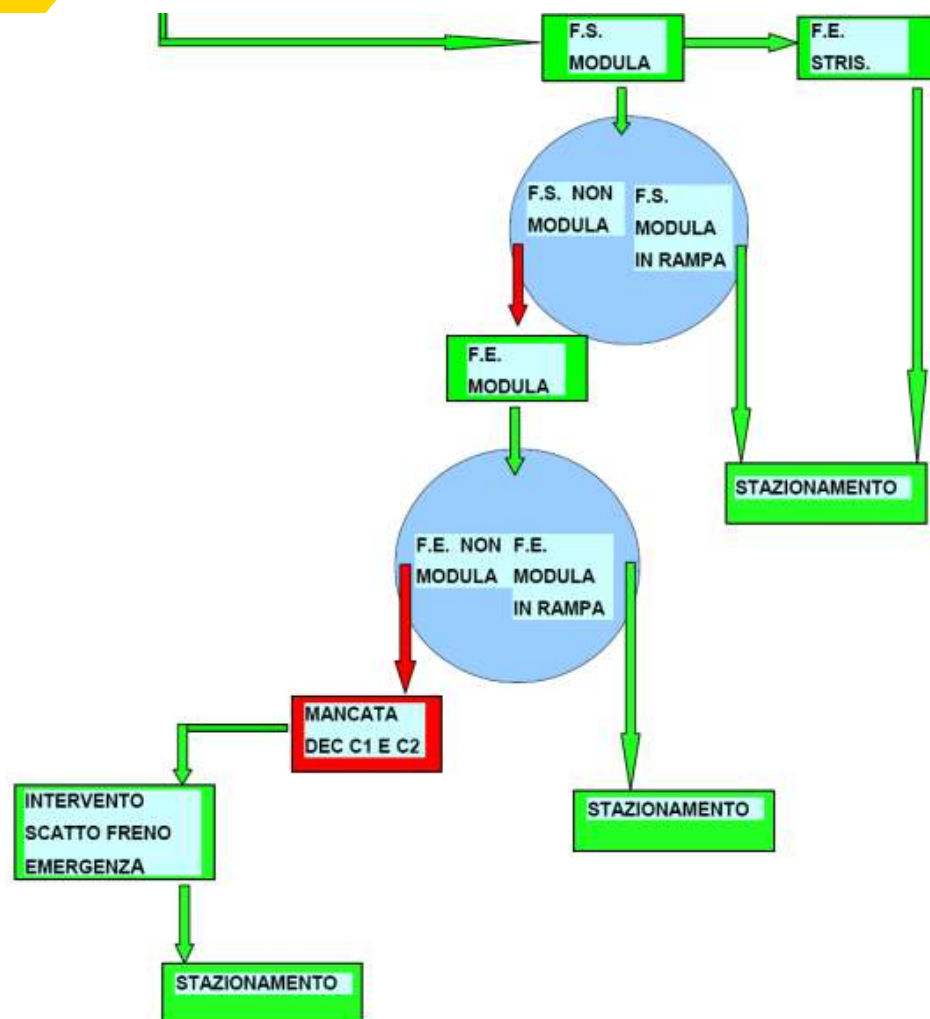 F.S.
MODULA
F.E.
STRIS.
F.S. NON
MODULA
F.S.
MODULA
IN RAMPA
F.E.
MODULA
STAZIONAMENTO
F.E. NON
MODULA
F.E.
MODULA
IN RAMPA
MANCATA
DEC C1 E C2
INTERVENTO
SCATTO FRENO
EMERGENZA
STAZIONAMENTO
STAZIONAMENTO